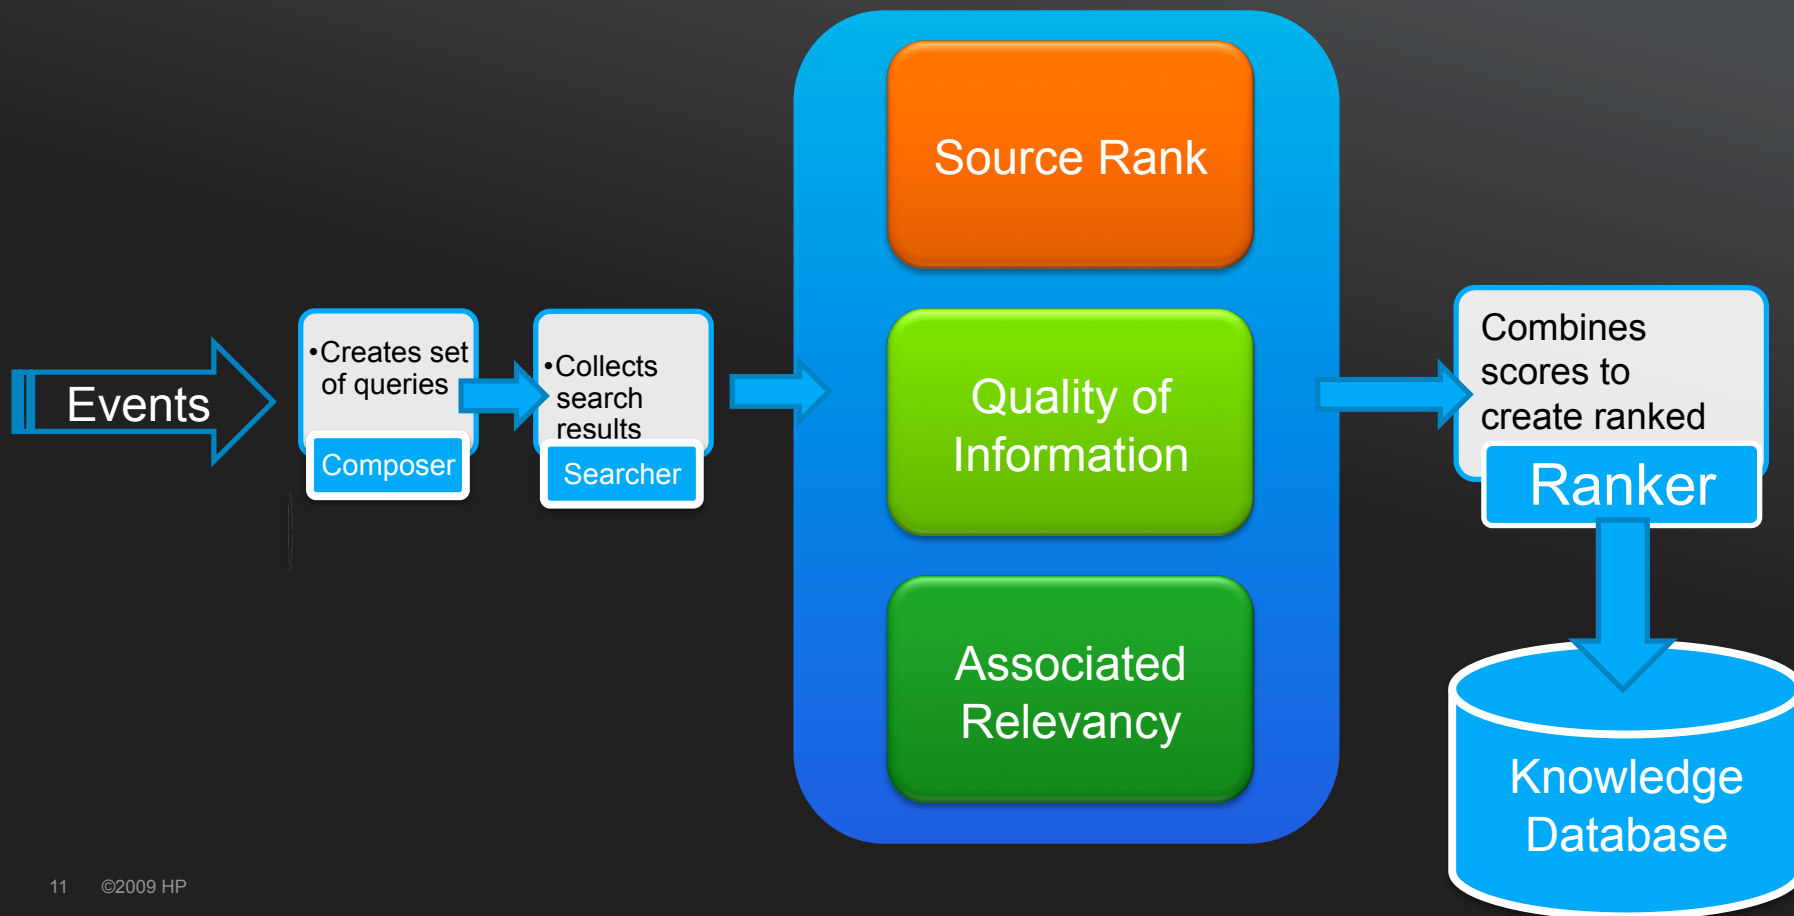 Events
•Creates set
of queries
Composer
•Collects
search
results
Searcher
Source Rank
Quality of
Information
Associated
Relevancy
Combines
scores to
create ranked
Ranker
Knowledge
Database
11 ©2009 HP